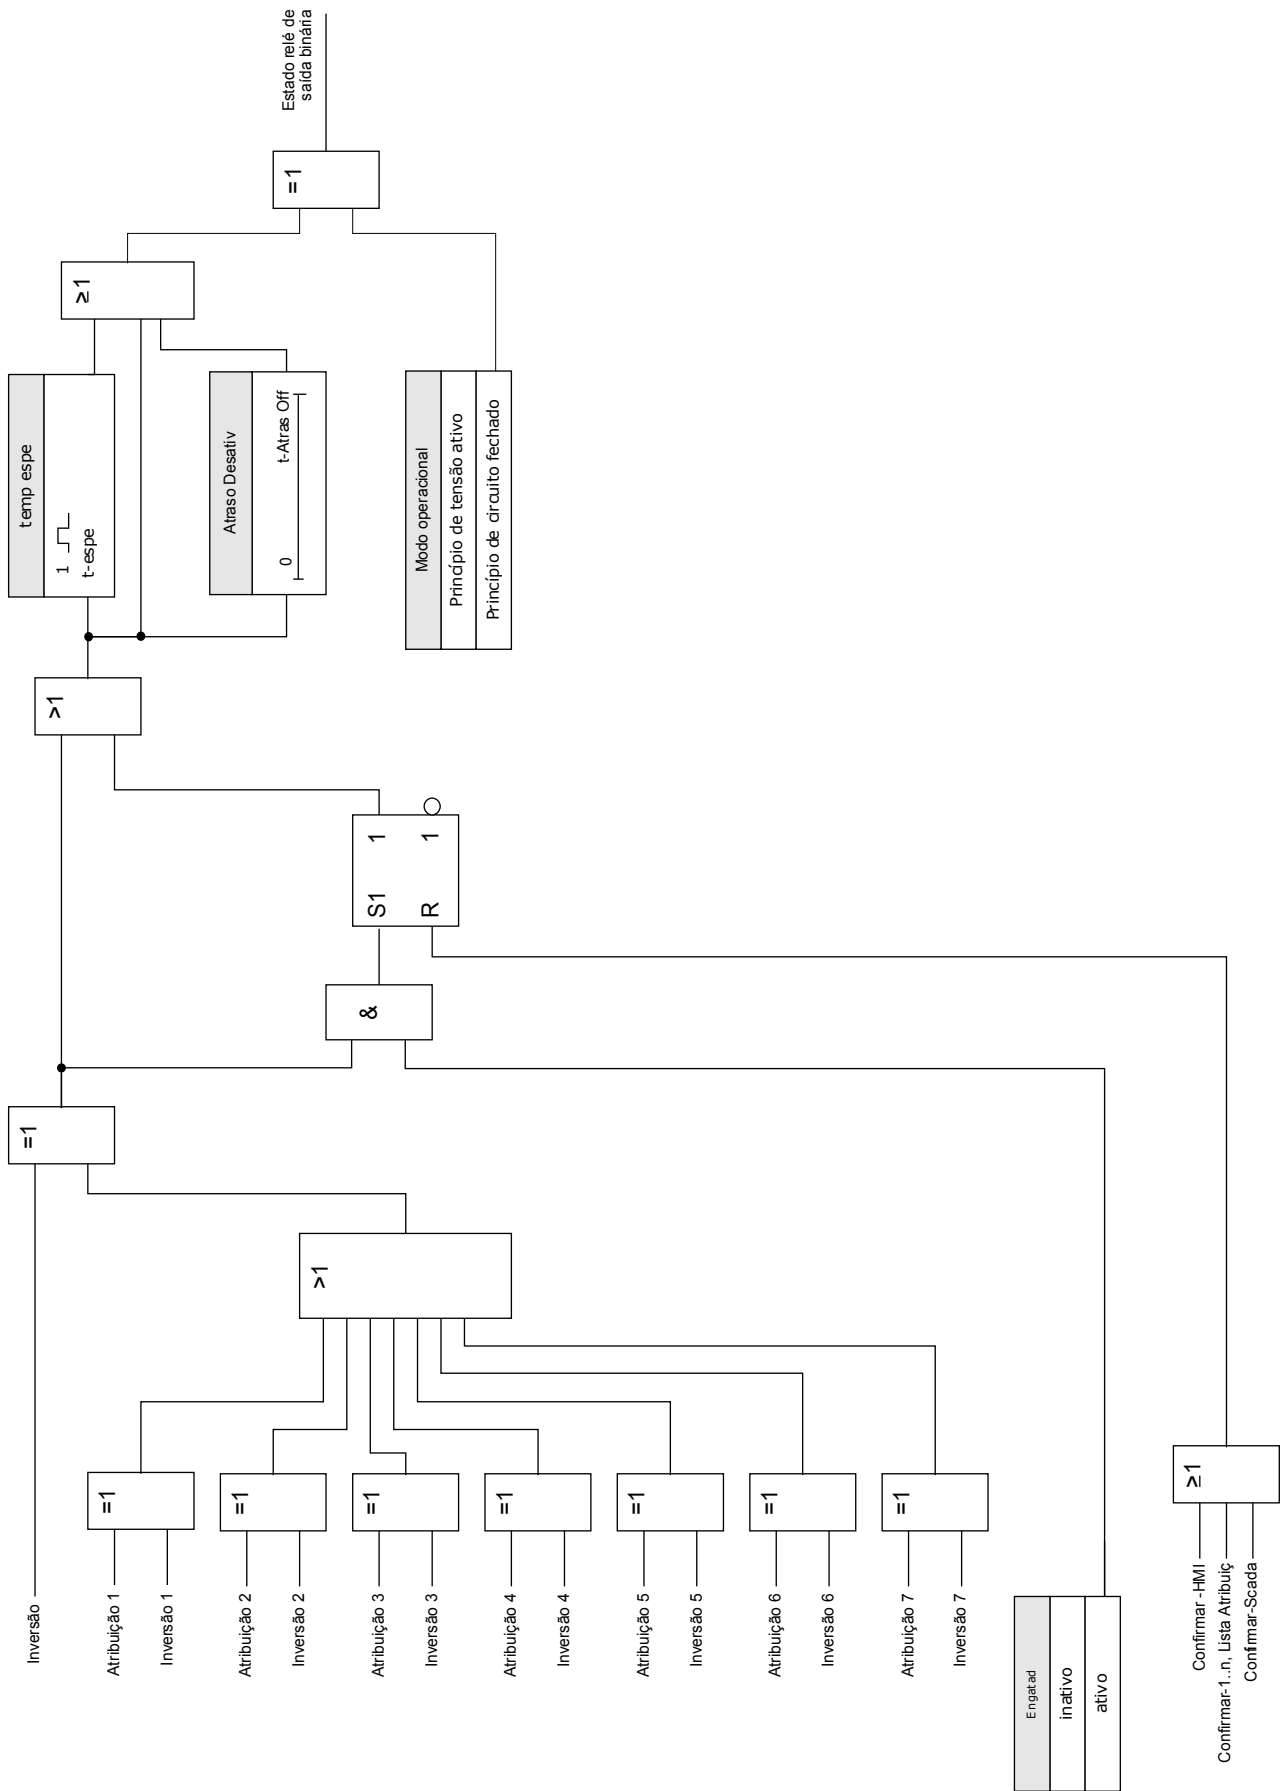 Inversão
Atribuição 1
Inversão 1
Atribuição 2
Inversão 2
Atribuição 3
Inversão 3
Atribuição 4
Inversão 4
Atribuição 5
Inversão 5
Atribuição 6
Inversão 6
Atribuição 7
Inversão 7
Engatad
inativo
ativo
Confirmar -HMI
Confirmar-1..n, Lista Atribuiç
Confirmar-Scada
=1
=1
=1
=1
=1
=1
=1
≥1
>1
=1
&
S1 1
R 1
>1
temp espe
1
t-espe
Atraso Desativ
0 t-Atras Off
Modo operacional
Princípio de tensão ativo
Princípio de circuito fechado
≥1
=1
Estado relé de
saída binária